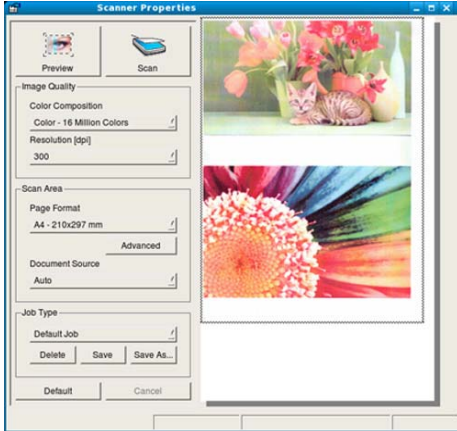 Scanner Properties
Preview
Scan
Image Quality
Color Composition
Color - 16 Million Colors
Resolution [dpi]
300
Scan Area
Page Format
A4 - 210x297 mm
Advanced
Document Source
Auto
Job Type
Default Job
Delete
Save
Save As...
Default
Cancel